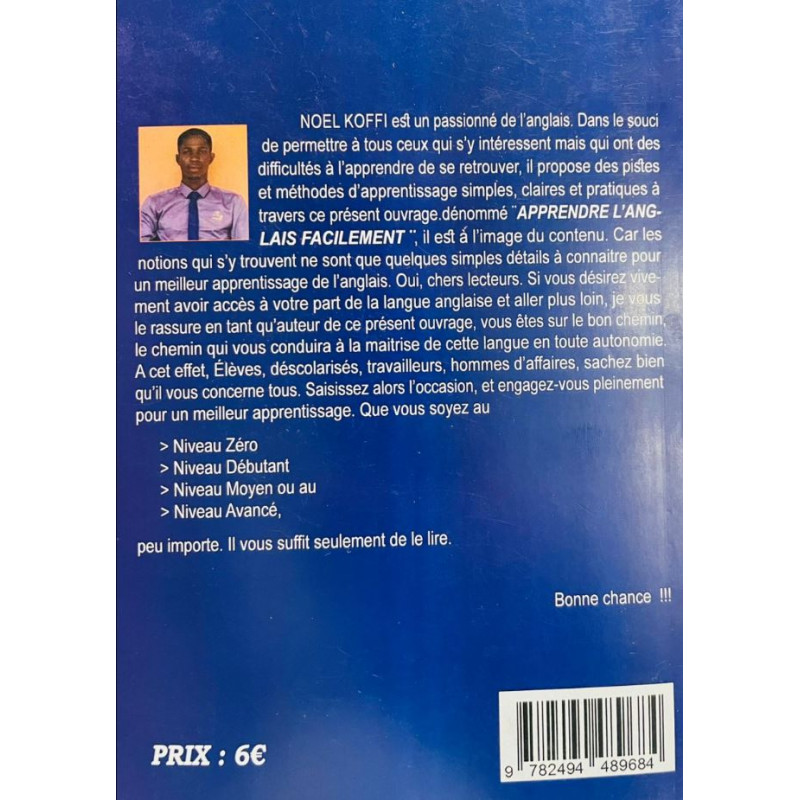 NOEL KOFFI est un passionné de l'anglais. Dans le souci
de permettre à tous ceux qui s'y intéressent mais qui ont des
difficultés à l'apprendre de se retrouver, il propose des pistes
et méthodes d'apprentissage simples, claires et pratiques à
travers ce présent ouvrage.dénommé ¨APPRENDRE L'ANG-
LAIS FACILEMENT ¨, il est á l'image du contenu. Car les
notions qui s'y trouvent ne sont que quelques simples détails à connaitre pour
un meilleur apprentissage de l'anglais. Oui, chers lecteurs. Si vous désirez vive-
ment avoir accès à votre part de la langue anglaise et aller plus loin, je vous
le rassure en tant qu'auteur de ce présent ouvrage, vous êtes sur le bon chemin,
le chemin qui vous conduira à la maitrise de cette langue en toute autonomie.
A cet effet, Élèves, déscolarisés, travailleurs, hommes d'affaires, sachez bien
qu'il vous concerne tous. Saisissez alors l'occasion, et engagez-vous pleinement
pour un meilleur apprentissage. Que vous soyez au
> Niveau Zéro
> Niveau Débutant
> Niveau Moyen ou au
> Niveau Avancé,
peu importe. Il vous suffit seulement de le lire.
Bonne chance !!!
PRIX : 6€
9 782494 489684